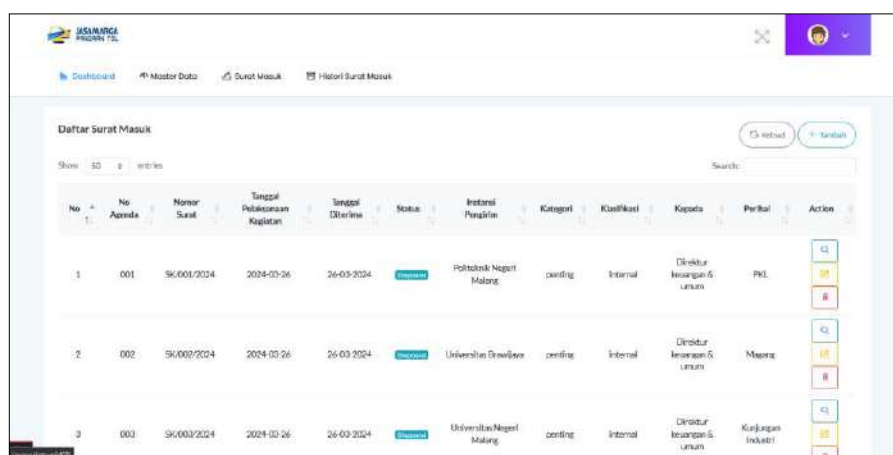 JASAMARGA
PANDAAN TOL
Dashboard Master Data Surat Masuk Histori Surat Masuk
Daftar Surat Masuk
Reload Tambah
Show 50 entries Search:
No No Agenda Nomor Surat Tanggal Pelaksanaan Kegiatan Tanggal Diterima Status Instansi Pengirim Kategori Klasifikasi Kepada Perihal Action
1 001 SK/001/2024 2024-03-26 26-03-2024 Disposisi Politeknik Negeri Malang penting internal Direktur keuangan & umum PKL
2 002 SK/002/2024 2024-03-26 26-03-2024 Disposisi Universitas Brawijaya penting internal Direktur keuangan & umum Magang
3 003 SK/003/2024 2024-03-26 26-03-2024 Disposisi Universitas Negeri Malang penting internal Direktur keuangan & umum Kunjungan Industri